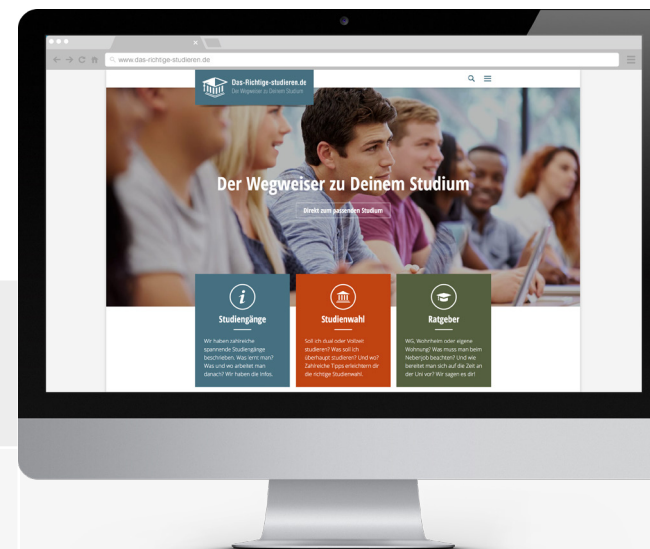 www.das-richtige-studieren.de
Das-Richtige-studieren.de
Der Wegweiser zu Deinem Studium
Der Wegweiser zu Deinem Studium
Direkt zum passenden Studium
i
Studiengänge
Wir haben zahlreiche
spannende Studiengänge
beschrieben. Was lernt man?
Was und wo arbeitet man
danach? Wir haben die Infos.
Studienwahl
Soll ich dual oder Vollzeit
studieren? Was soll ich
überhaupt studieren? Und wo?
Zahlreiche Tipps erleichtern dir
die richtige Studienwahl.
Ratgeber
WG, Wohnheim oder eigene
Wohnung? Was muss man beim
Nebenjob beachten? Und wie
bereitet man sich auf die Zeit an
der Uni vor? Wir sagen es dir!